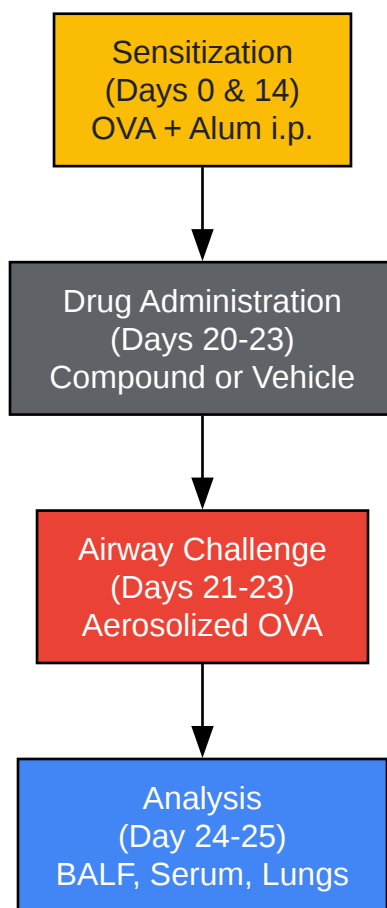 Sensitization
(Days 0 & 14)
OVA + Alum i.p.
Drug Administration
(Days 20-23)
Compound or Vehicle
Airway Challenge
(Days 21-23)
Aerosolized OVA
Analysis
(Day 24-25)
BALF, Serum, Lungs